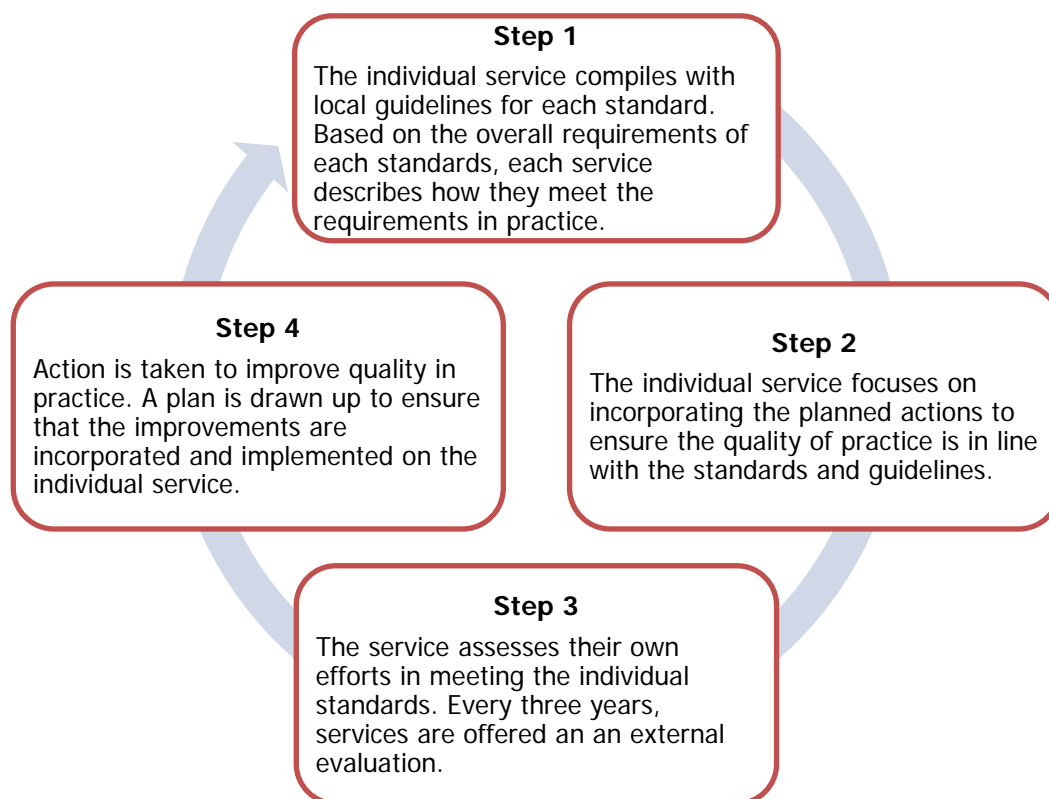 Step 1
The individual service compiles with
local guidelines for each standard.
Based on the overall requirements of
each standards, each service
describes how they meet the
requirements in practice.
Step 2
The individual service focuses on
incorporating the planned actions to
ensure the quality of practice is in line
with the standards and guidelines.
Step 3
The service assesses their own
efforts in meeting the individual
standards. Every three years,
services are offered an an external
evaluation.
Step 4
Action is taken to improve quality in
practice. A plan is drawn up to ensure
that the improvements are
incorporated and implemented on the
individual service.